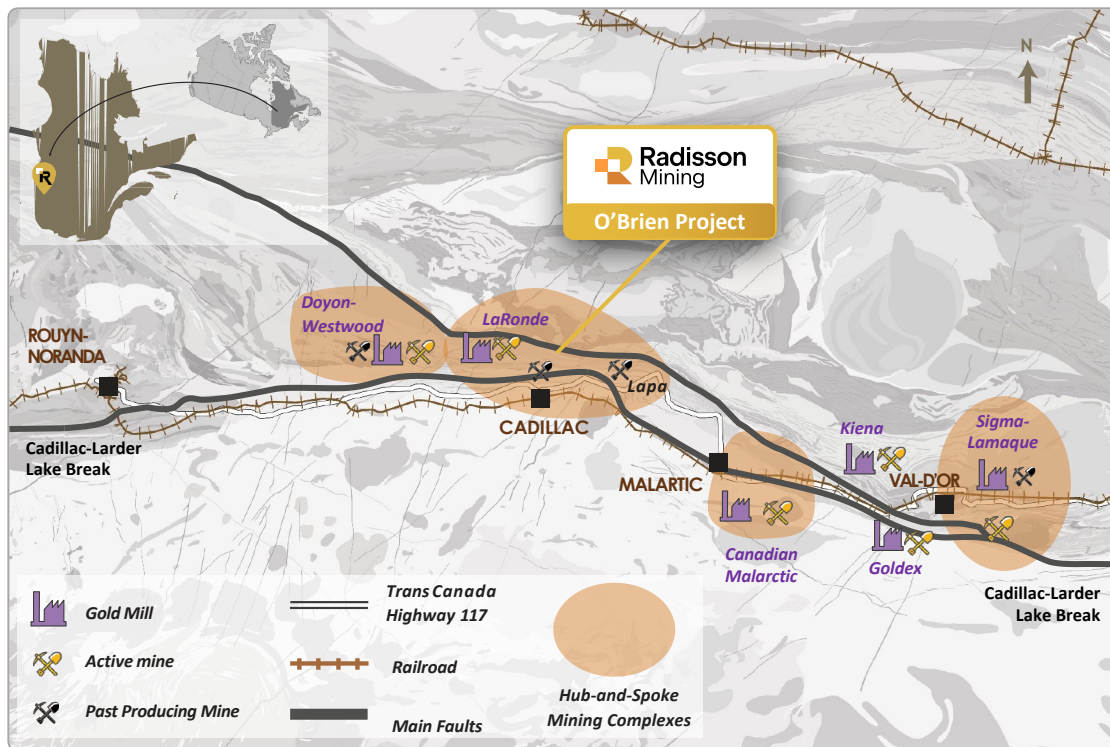 N
R
Radisson
Mining
O'Brien Project
Doyon-
Westwood
LaRonde
ROUYN-
NORANDA
Lapa
CADILLAC
Cadillac-Larder
Lake Break
MALARTIC
Kiena
Sigma-
Lamaque
VAL-D'OR
Canadian
Malarctic
Goldex
Cadillac-Larder
Lake Break
Gold Mill
Active mine
Past Producing Mine
Trans Canada
Highway 117
Railroad
Main Faults
Hub-and-Spoke
Mining Complexes